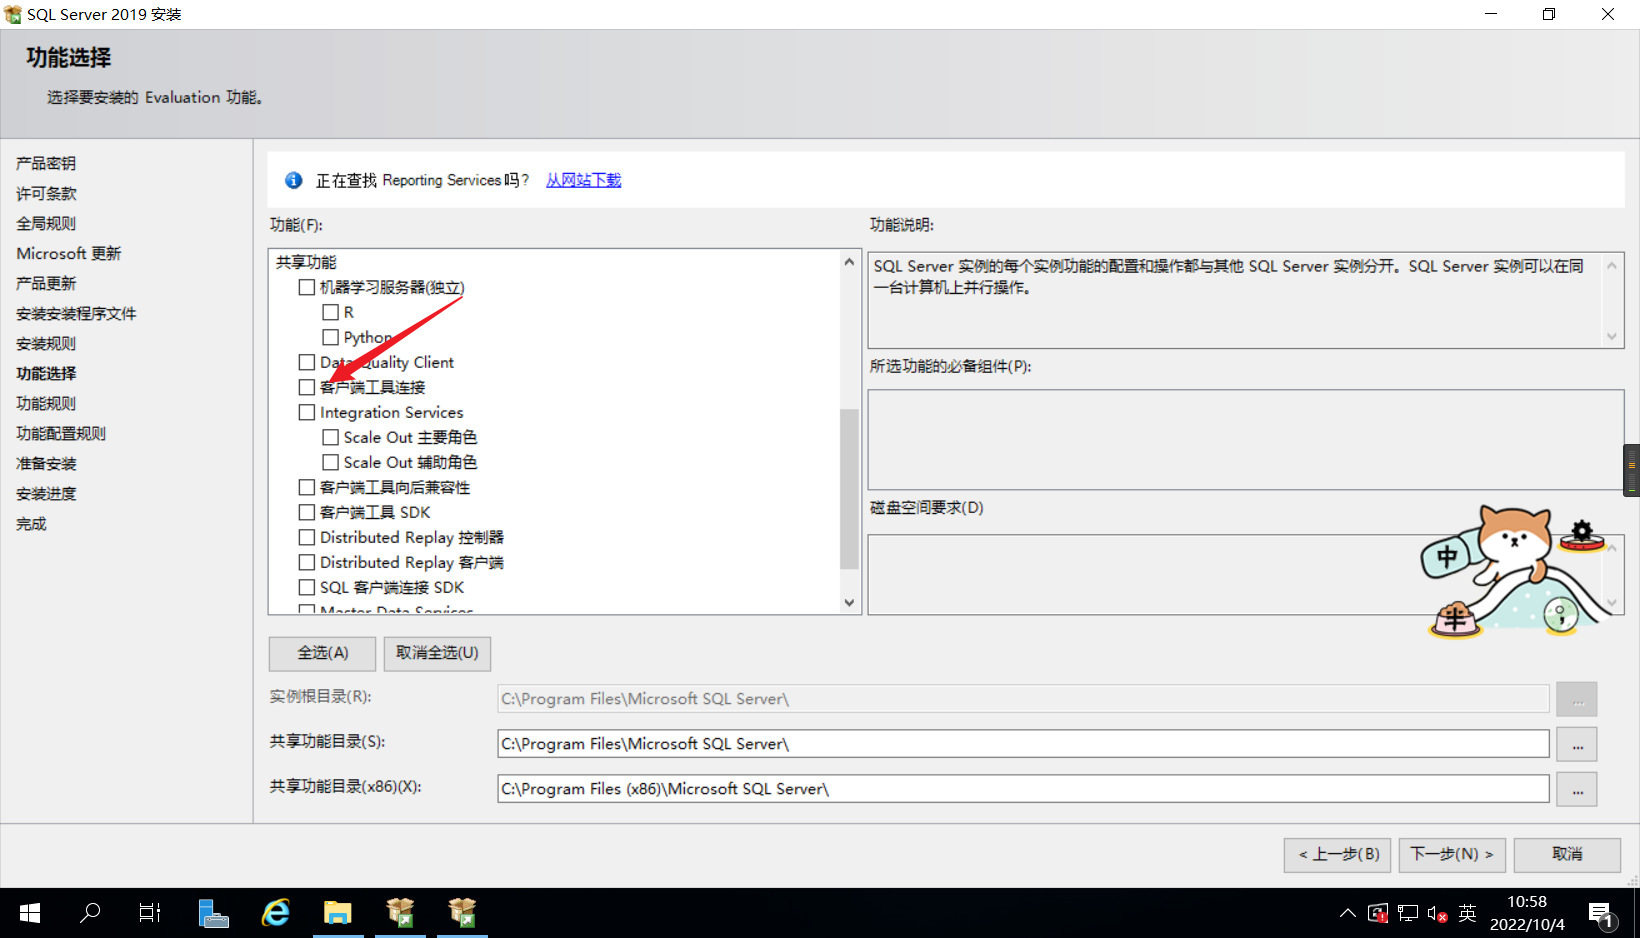 SQL Server 2019 安装
功能选择
选择要安装的 Evaluation 功能。
产品密钥
许可条款
全局规则
Microsoft 更新
产品更新
安装安装程序文件
安装规则
功能选择
功能规则
功能配置规则
准备安装
安装进度
完成
正在查找 Reporting Services 吗? 从网站下载
功能(F):
共享功能
机器学习服务器(独立)
R
Python
Data Quality Client
客户端工具连接
Integration Services
Scale Out 主要角色
Scale Out 辅助角色
客户端工具向后兼容性
客户端工具 SDK
Distributed Replay 控制器
Distributed Replay 客户端
SQL 客户端连接 SDK
Master Data Services
全选(A)
取消全选(U)
功能说明:
SQL Server 实例的每个实例功能的配置和操作都与其他 SQL Server 实例分开。SQL Server 实例可以在同
一台计算机上并行操作。
所选功能的必备组件(P):
磁盘空间要求(D)
中
半
实例根目录(R):
C:\Program Files\Microsoft SQL Server\
...
共享功能目录(S):
C:\Program Files\Microsoft SQL Server\
...
共享功能目录(x86)(X):
C:\Program Files (x86)\Microsoft SQL Server\
...
< 上一步(B)
下一步(N) >
取消
英
10:58
2022/10/4
1